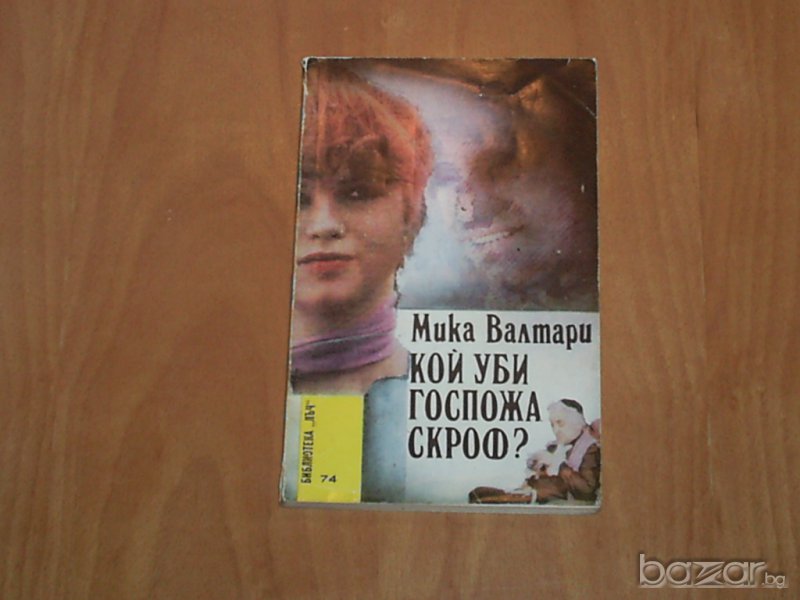 Мика Валтари
КОЙ УБИ
ГОСПОЖА
СКРОФ?
БИБЛИОТЕКА „ЛЪЧ“
74
bazar.bg